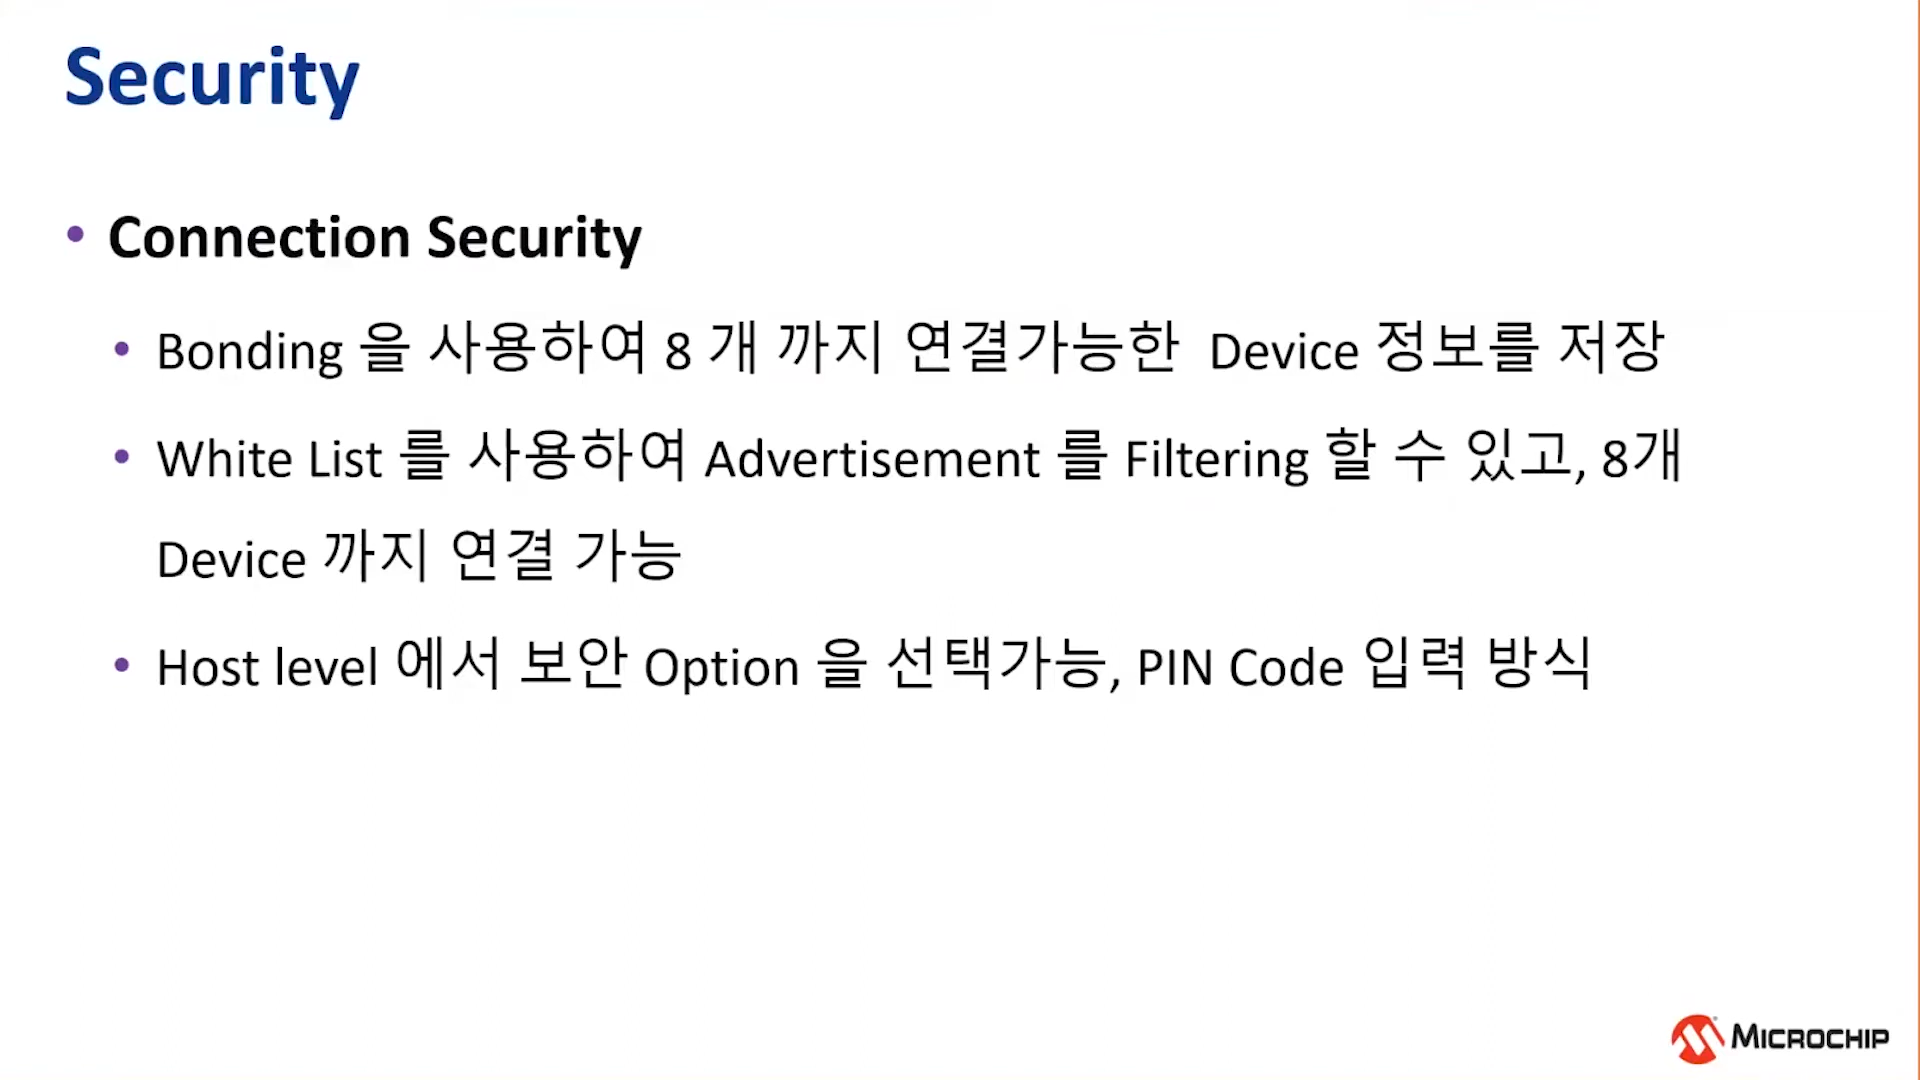 Security
• Connection Security
• Bonding 을 사용하여 8 개 까지 연결가능한 Device 정보를 저장
• White List 를 사용하여 Advertisement 를 Filtering 할 수 있고, 8개
Device 까지 연결 가능
• Host level 에서 보안 Option 을 선택가능, PIN Code 입력 방식
MICROCHIP